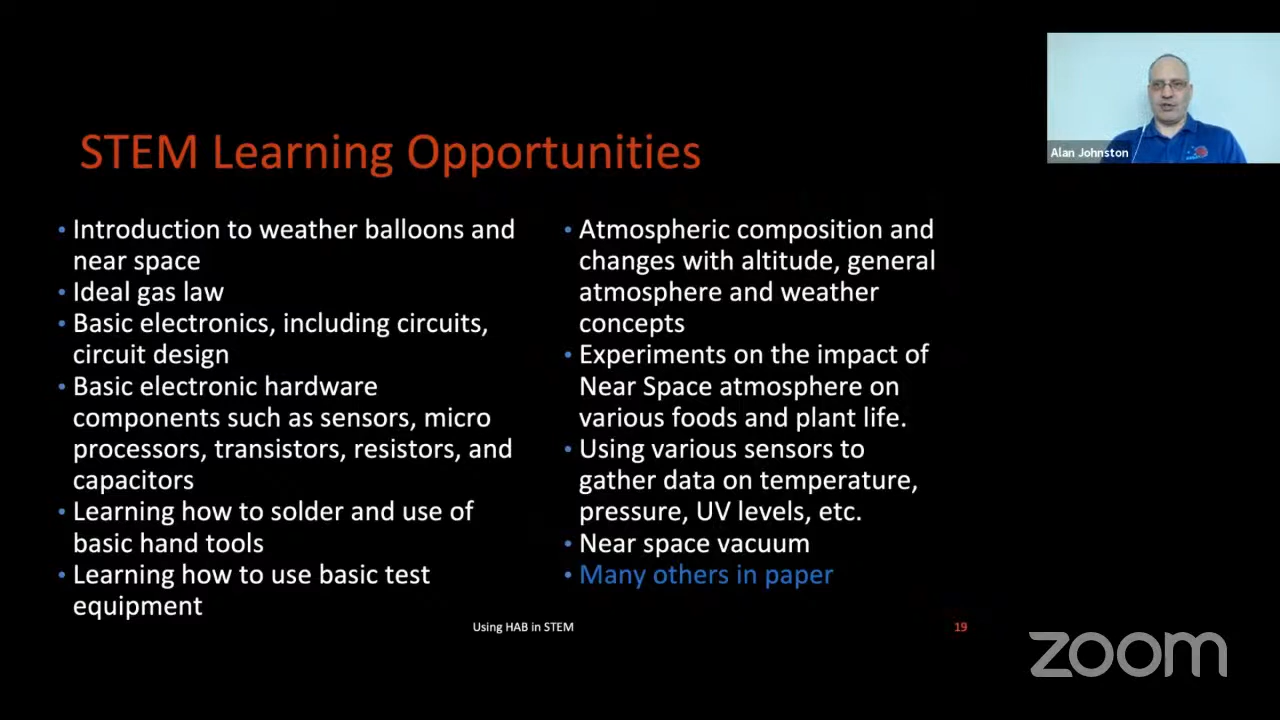 STEM Learning Opportunities
Alan Johnston
• Introduction to weather balloons and
near space
• Ideal gas law
• Basic electronics, including circuits,
circuit design
• Basic electronic hardware
components such as sensors, micro
processors, transistors, resistors, and
capacitors
• Learning how to solder and use of
basic hand tools
• Learning how to use basic test
equipment
• Atmospheric composition and
changes with altitude, general
atmosphere and weather
concepts
• Experiments on the impact of
Near Space atmosphere on
various foods and plant life.
• Using various sensors to
gather data on temperature,
pressure, UV levels, etc.
• Near space vacuum
• Many others in paper
Using HAB in STEM
19
zoom